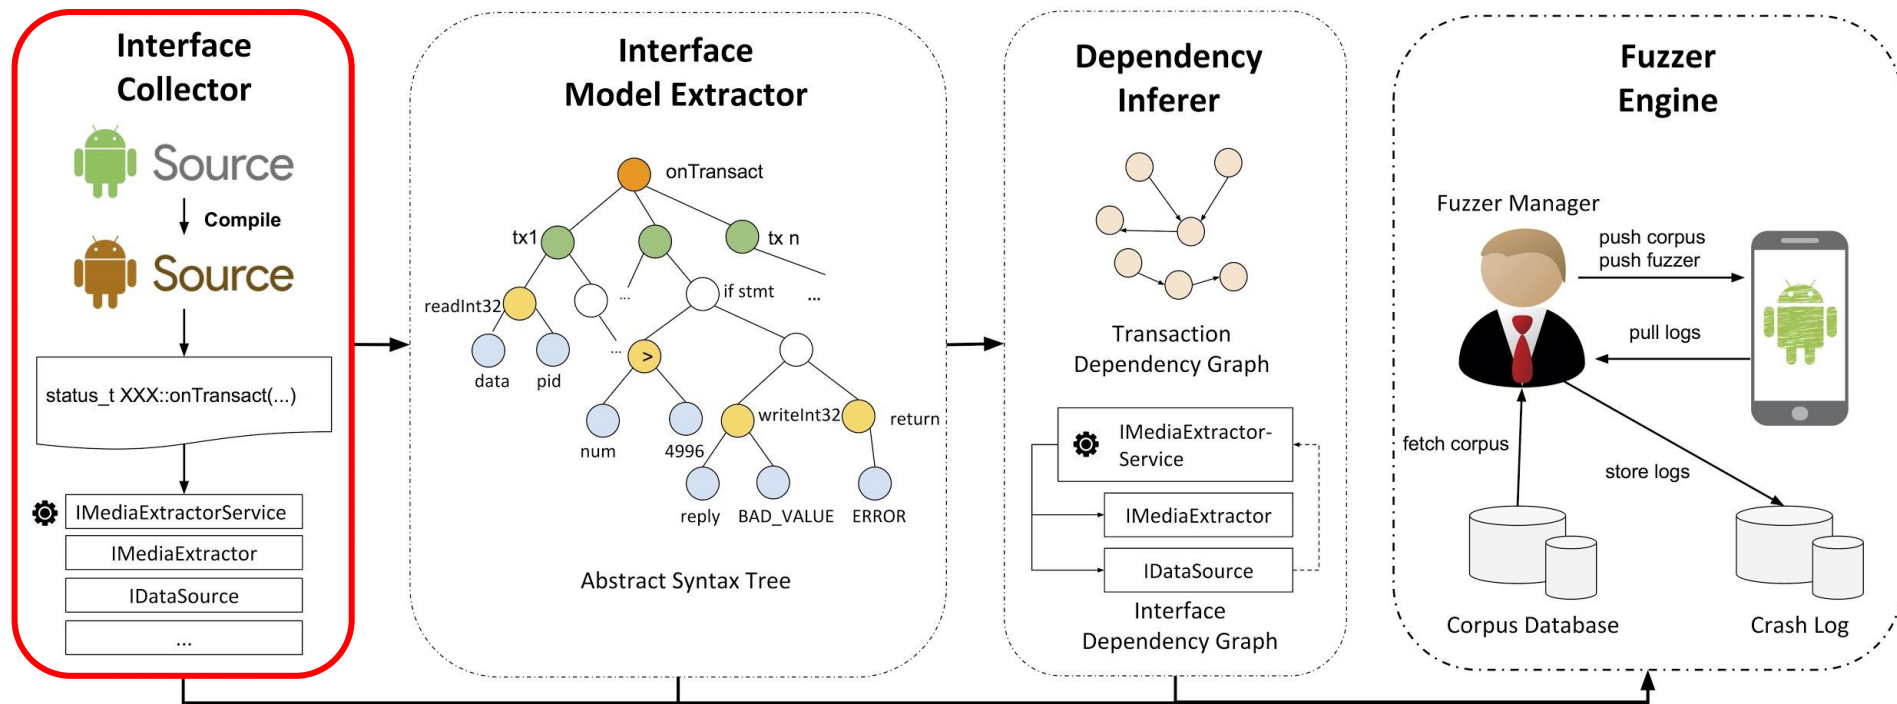 Interface
Collector
Source
Compile
Source
status_t XXX::onTransact(...)
IMediaExtractorService
IMediaExtractor
IDataSource
...
Interface
Model Extractor
onTransact
tx1
tx n
readInt32
...
if stmt
...
...
>
data
pid
writeInt32
return
num
4996
reply
BAD_VALUE
ERROR
Abstract Syntax Tree
Dependency
Inferer
Transaction
Dependency Graph
IMediaExtractor-
Service
IMediaExtractor
IDataSource
Interface
Dependency Graph
Fuzzer
Engine
Fuzzer Manager
push corpus
push fuzzer
pull logs
fetch corpus
store logs
Corpus Database
Crash Log